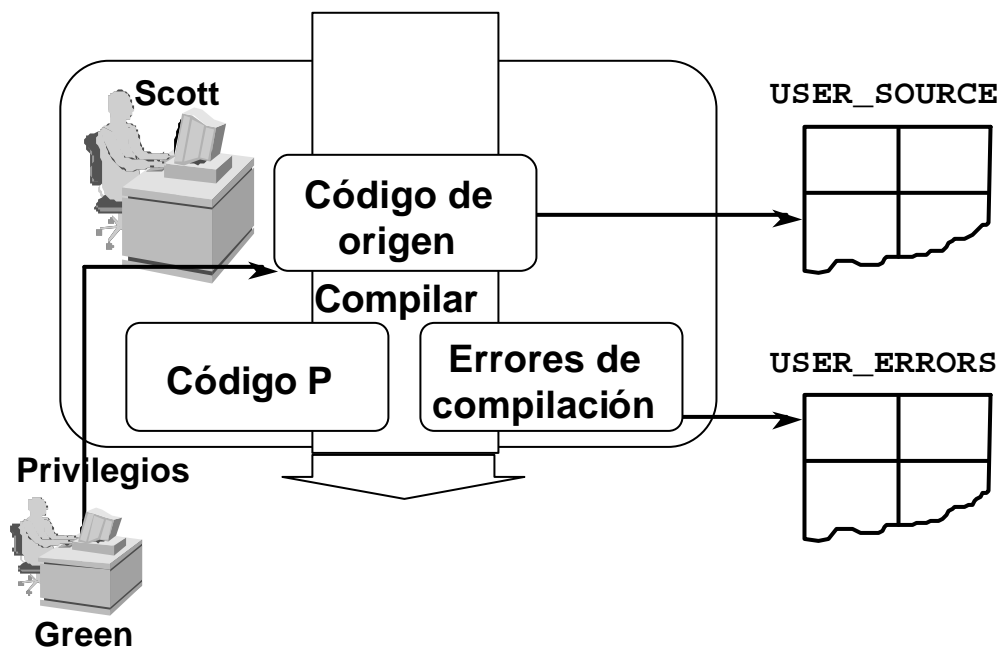 Scott
USER_SOURCE
Código de
origen
Compilar
Código P
Errores de
compilación
USER_ERRORS
Privilegios
Green